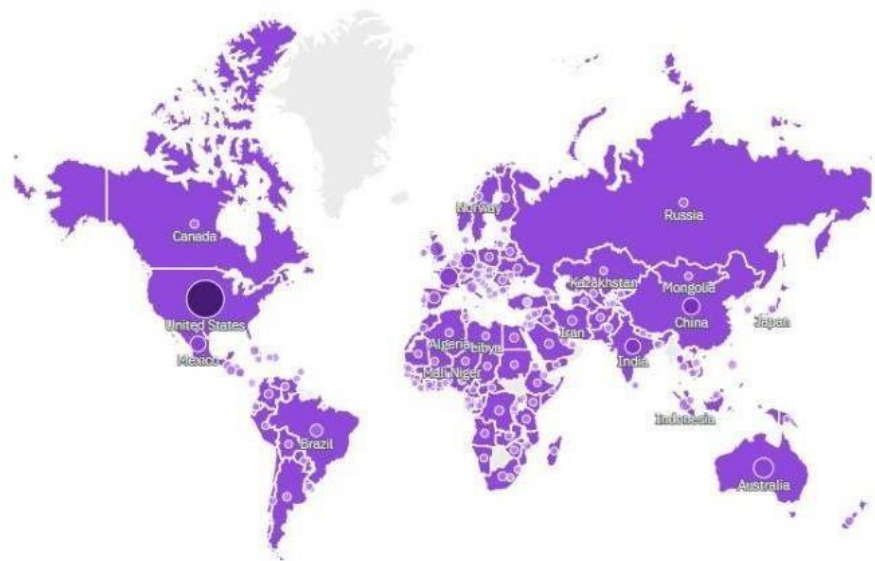 Norway
Russia
Canada
Kazakhstan
Mongolia
United States
China
Japan
Algeria
Libya
Iran
Mexico
India
Mali
Niger
Indonesia
Brazil
Australia